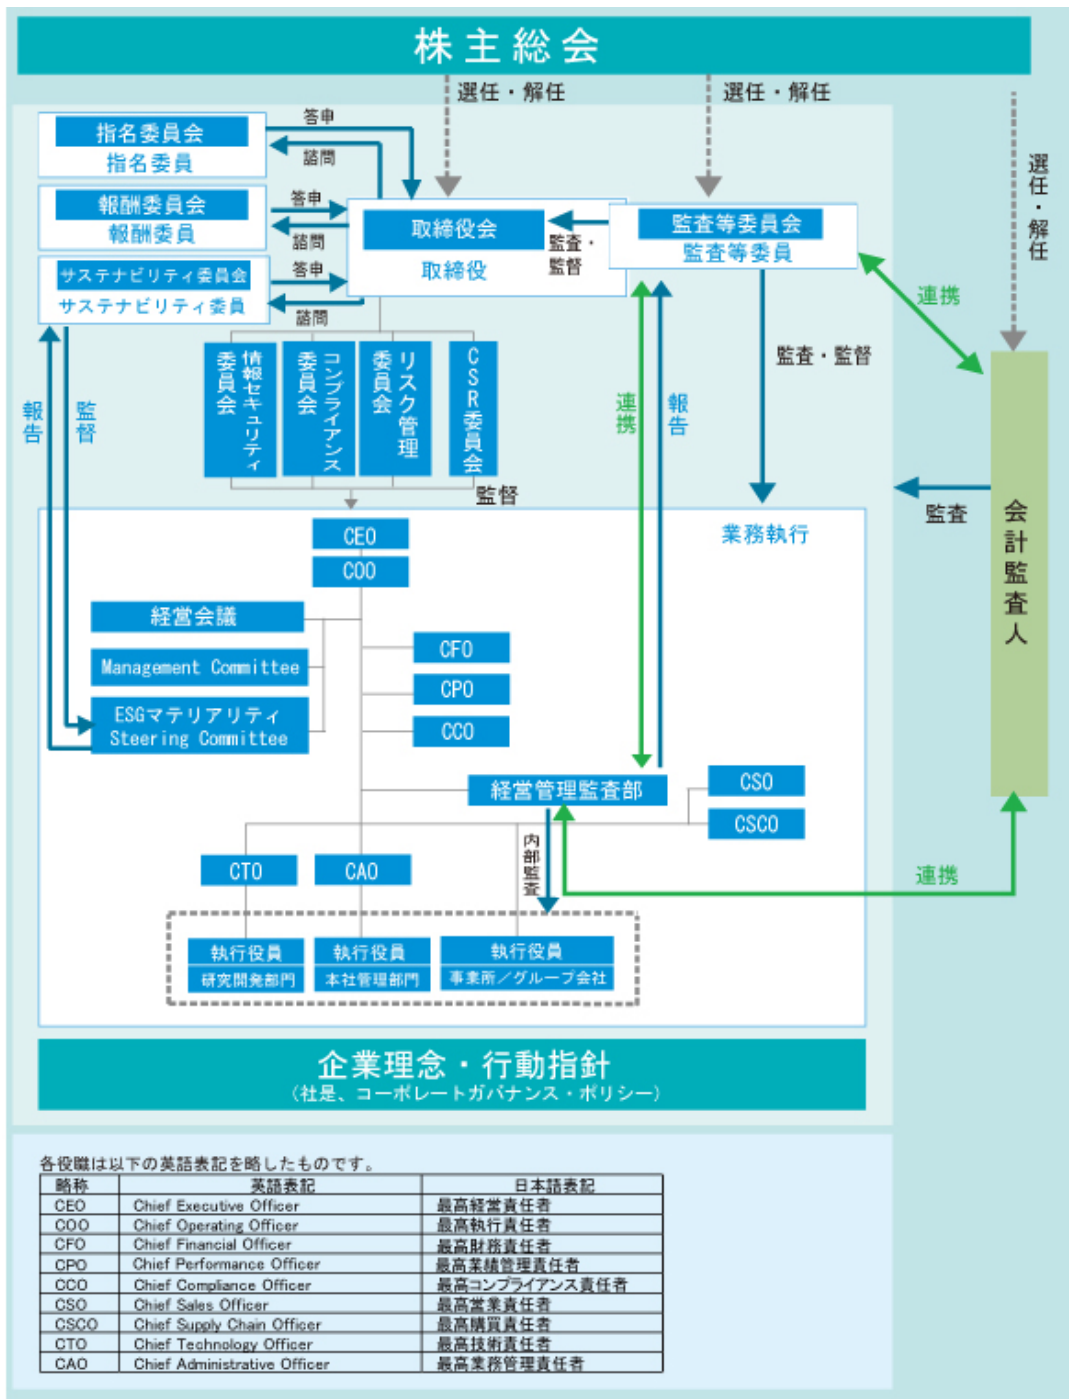 株主総会
選任・解任
選任・解任
選任・解任
指名委員会
指名委員
答申
諮問
報酬委員会
報酬委員
答申
諮問
サステナビリティ委員会
サステナビリティ委員
答申
諮問
取締役会
取締役
監査・
監督
監査等委員会
監査等委員
連携
監査・監督
情報セキュリティ
委員会
コンプライアンス
委員会
リスク管理
委員会
CSR委員会
報告
監督
連携
報告
監督
監査
会計監査人
業務執行
CEO
COO
経営会議
Management Committee
ESGマテリアリティ
Steering Committee
CFO
CPO
CCO
経営管理監査部
CSO
CSCO
内部監査
連携
CTO
CAO
執行役員
研究開発部門
執行役員
本社管理部門
執行役員
事業所／グループ会社
企業理念・行動指針
（社是、コーポレートガバナンス・ポリシー）
各役職は以下の英語表記を略したものです。
略称 英語表記 日本語表記
CEO Chief Executive Officer 最高経営責任者
COO Chief Operating Officer 最高執行責任者
CFO Chief Financial Officer 最高財務責任者
CPO Chief Performance Officer 最高業績管理責任者
CCO Chief Compliance Officer 最高コンプライアンス責任者
CSO Chief Sales Officer 最高営業責任者
CSCO Chief Supply Chain Officer 最高購買責任者
CTO Chief Technology Officer 最高技術責任者
CAO Chief Administrative Officer 最高業務管理責任者